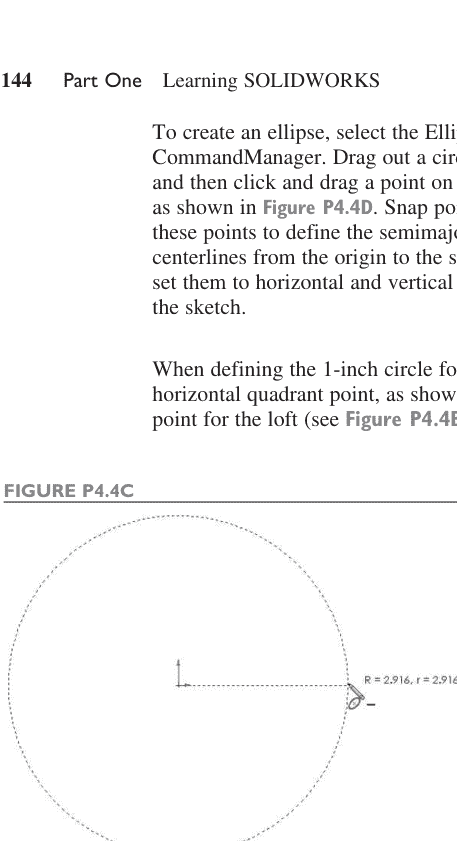 144 Part One Learning SOLIDWORKS
To create an ellipse, select the Elli
CommandManager. Drag out a cir
and then click and drag a point on
as shown in Figure P4.4D. Snap po
these points to define the semimajo
centerlines from the origin to the s
set them to horizontal and vertical
the sketch.
When defining the 1-inch circle fo
horizontal quadrant point, as show
point for the loft (see Figure P4.4E
FIGURE P4.4C
R = 2.916, r = 2.916